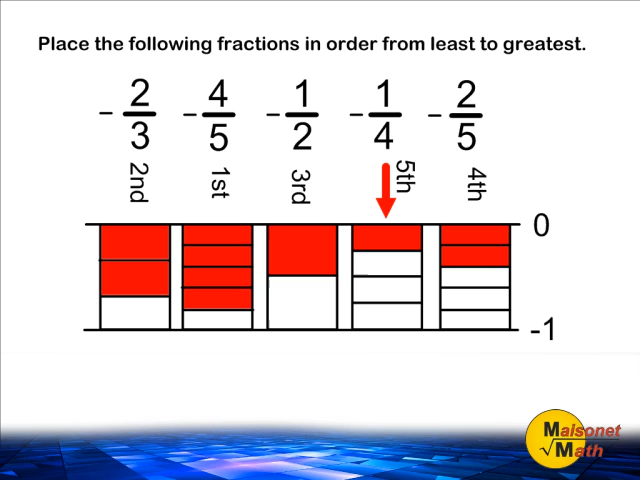 Place the following fractions in order from least to greatest.
- 2/3 - 4/5 - 1/2 - 1/4 - 2/5
2nd 1st 3rd 5th 4th
0
-1
Maisonet
√Math